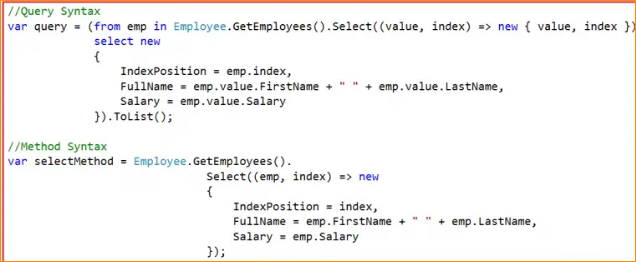 //Query Syntax
var query = (from emp in Employee.GetEmployees().Select((value, index) => new { value, index })
select new
{
IndexPosition = emp.index,
FullName = emp.value.FirstName + " " + emp.value.LastName,
Salary = emp.value.Salary
}).ToList();
//Method Syntax
var selectMethod = Employee.GetEmployees().
Select((emp, index) => new
{
IndexPosition = index,
FullName = emp.FirstName + " " + emp.LastName,
Salary = emp.Salary
});